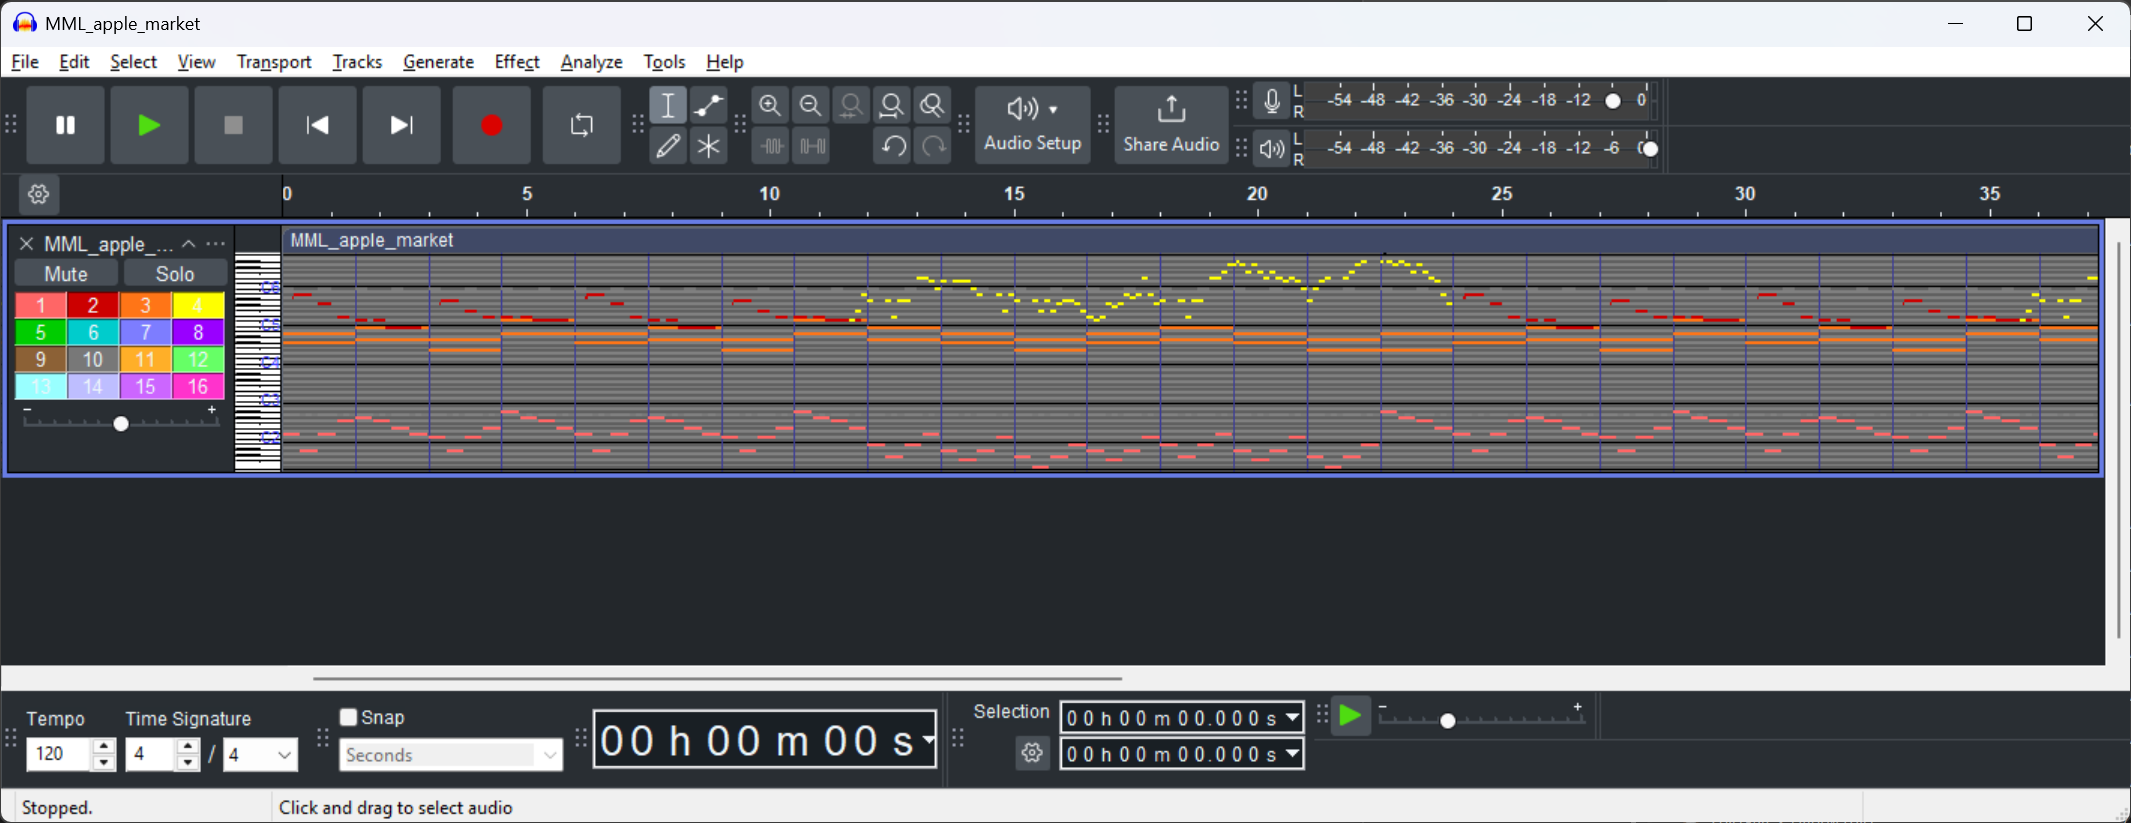 MML_apple_market
File Edit Select View Transport Tracks Generate Effect Analyze Tools Help
Audio Setup
Share Audio
L
R
-54 -48 -42 -36 -30 -24 -18 -12 0
L
R
-54 -48 -42 -36 -30 -24 -18 -12 -6 0
0 5 10 15 20 25 30 35
MML_apple_...
MML_apple_market
Mute Solo
1 2 3 4
5 6 7 8
9 10 11 12
13 14 15 16
- +
C6
C5
C4
C3
C2
Tempo
120
Time Signature
4 / 4
Snap
Seconds
00 h 00 m 00 s
Selection
00 h 00 m 00.000 s
00 h 00 m 00.000 s
- +
Stopped.
Click and drag to select audio